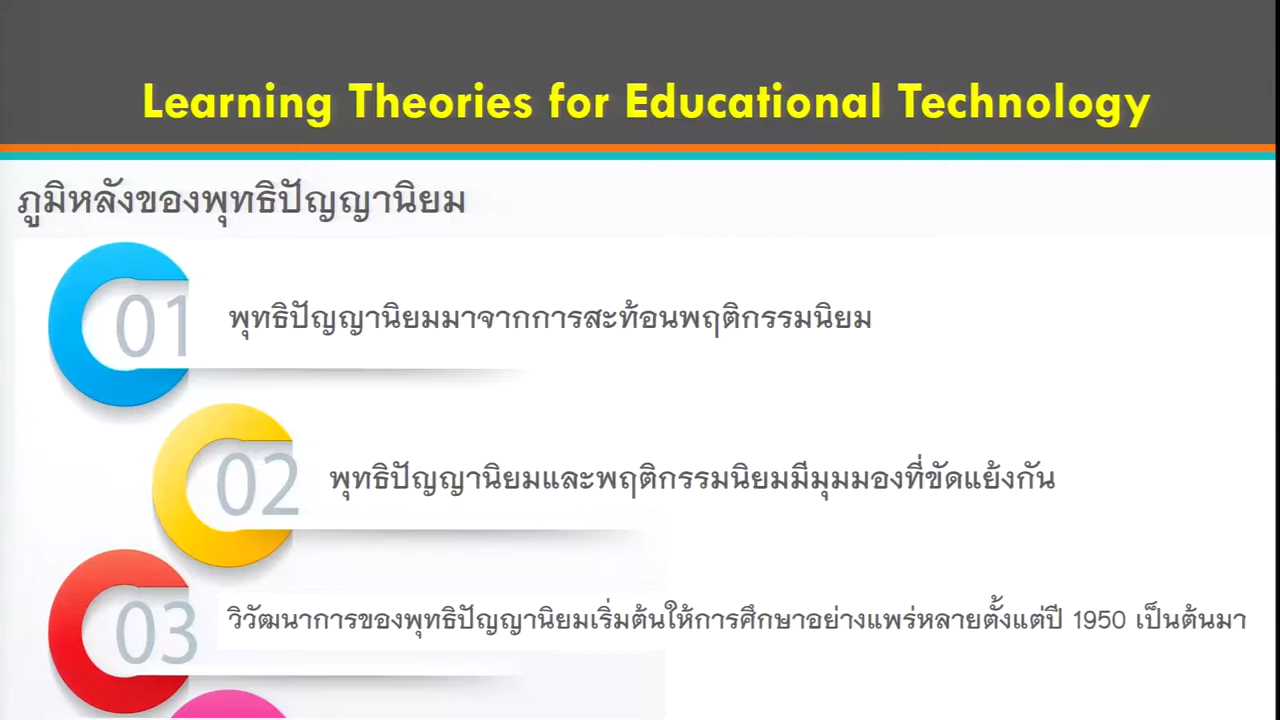 Learning Theories for Educational Technology
ภูมิหลังของพุทธิปัญญานิยม
01
พุทธิปัญญานิยมมาจากการสะท้อนพฤติกรรมนิยม
02
พุทธิปัญญานิยมและพฤติกรรมนิยมมีมุมมองที่ขัดแย้งกัน
03
วิวัฒนาการของพุทธิปัญญานิยมเริ่มต้นให้การศึกษาอย่างแพร่หลายตั้งแต่ปี 1950 เป็นต้นมา